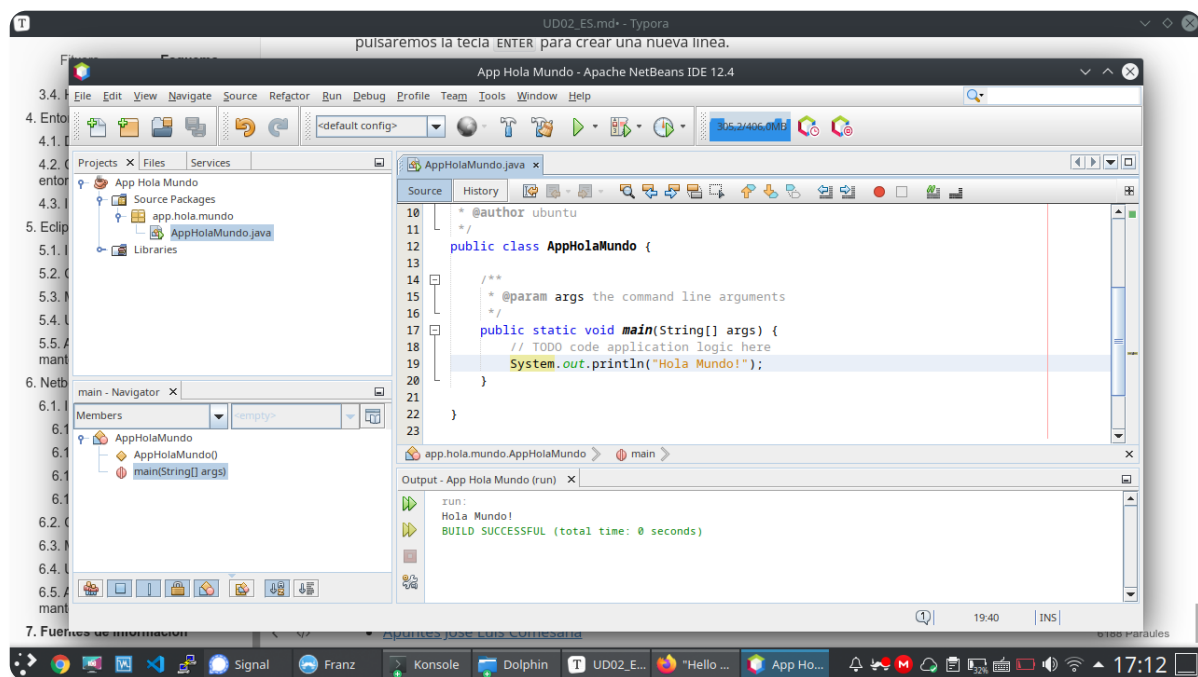 UD02_ES.md• - Typora
pulsaremos la tecla ENTER para crear una nueva línea.
App Hola Mundo - Apache NetBeans IDE 12.4
File Edit View Navigate Source Refactor Run Debug Profile Team Tools Window Help
<default config>
305,2/406,0MB
Projects Files Services
App Hola Mundo
Source Packages
app.hola.mundo
AppHolaMundo.java
Libraries
main - Navigator
Members
<empty>
AppHolaMundo
AppHolaMundo()
main(String[] args)
AppHolaMundo.java
Source History
10 * @author ubuntu
11 */
12 public class AppHolaMundo {
13
14 /**
15 * @param args the command line arguments
16 */
17 public static void main(String[] args) {
18 // TODO code application logic here
19 System.out.println("Hola Mundo!");
20 }
21
22 }
23
app.hola.mundo.AppHolaMundo main
Output - App Hola Mundo (run)
run:
Hola Mundo!
BUILD SUCCESSFUL (total time: 0 seconds)
1 19:40 INS
3.4.
4.
4.1.
4.2.
4.3.
5.
5.1.
5.2.
5.3.
5.4.
5.5.
6.
6.1.
6.2.
6.3.
6.4.
6.5.
7. Fuentes de información
Apuntes José Luis Comesaña
6188 Paraules
Signal Franz Konsole Dolphin UD02_E... "Hello ... App Ho... 32% 17:12